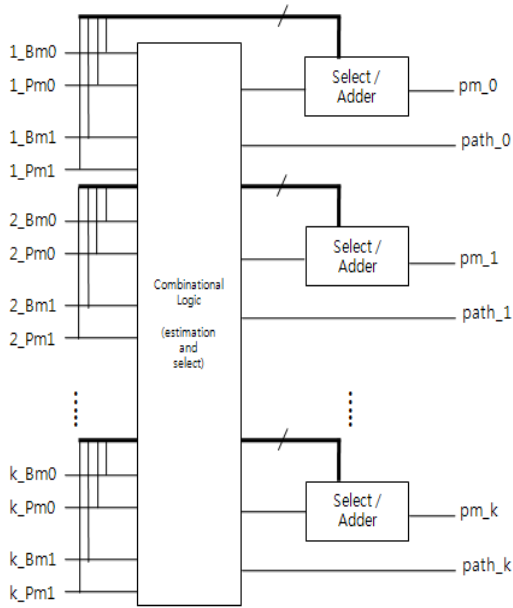 1_Bm0
1_Pm0
1_Bm1
1_Pm1
Select /
Adder
pm_0
path_0
2_Bm0
2_Pm0
2_Bm1
2_Pm1
Combinational
Logic
(estimation
and
select)
Select /
Adder
pm_1
path_1
k_Bm0
k_Pm0
k_Bm1
k_Pm1
Select /
Adder
pm_k
path_k